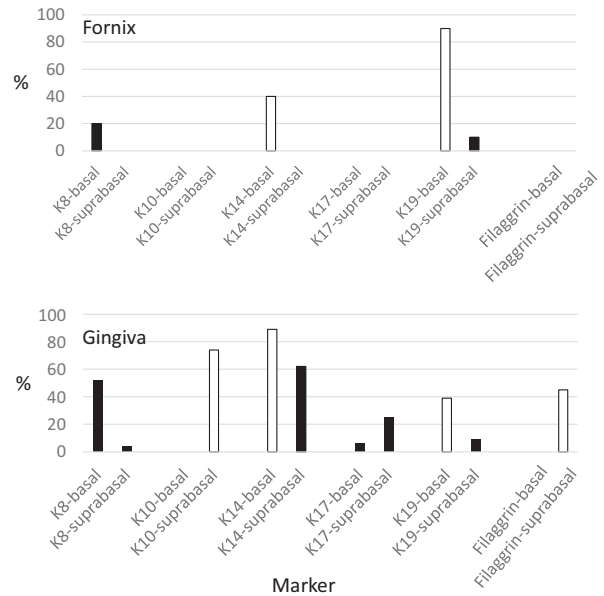 Fornix
%
100
80
60
40
20
0
K8-basal
K8-suprabasal
K10-basal
K10-suprabasal
K14-basal
K14-suprabasal
K17-basal
K17-suprabasal
K19-basal
K19-suprabasal
Filaggrin-basal
Filaggrin-suprabasal
Gingiva
%
100
80
60
40
20
0
K8-basal
K8-suprabasal
K10-basal
K10-suprabasal
K14-basal
K14-suprabasal
K17-basal
K17-suprabasal
K19-basal
K19-suprabasal
Filaggrin-basal
Filaggrin-suprabasal
Marker